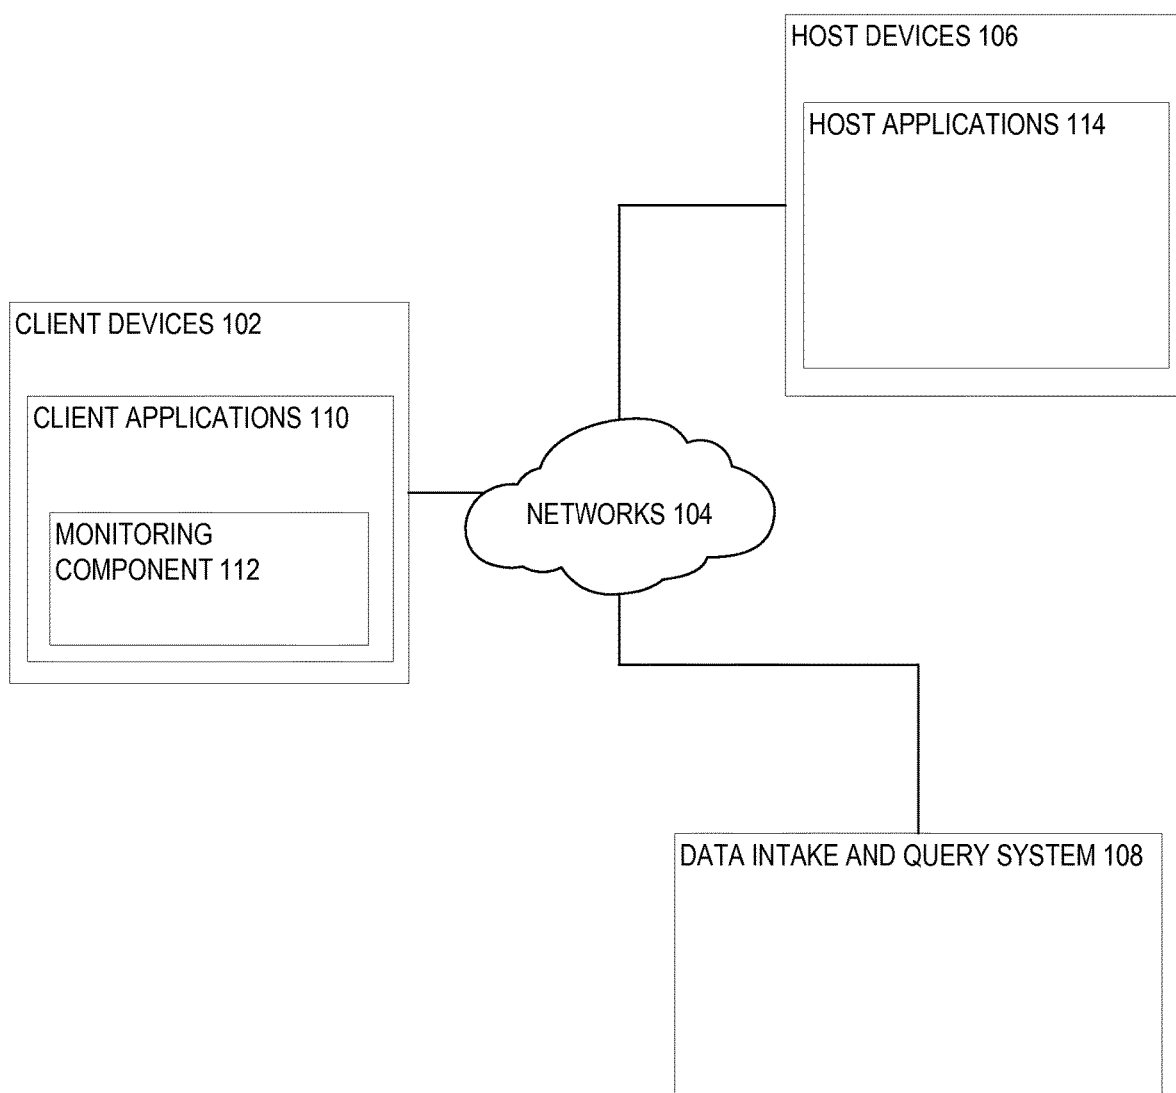 HOST DEVICES 106
HOST APPLICATIONS 114
CLIENT DEVICES 102
CLIENT APPLICATIONS 110
MONITORING
COMPONENT 112
NETWORKS 104
DATA INTAKE AND QUERY SYSTEM 108